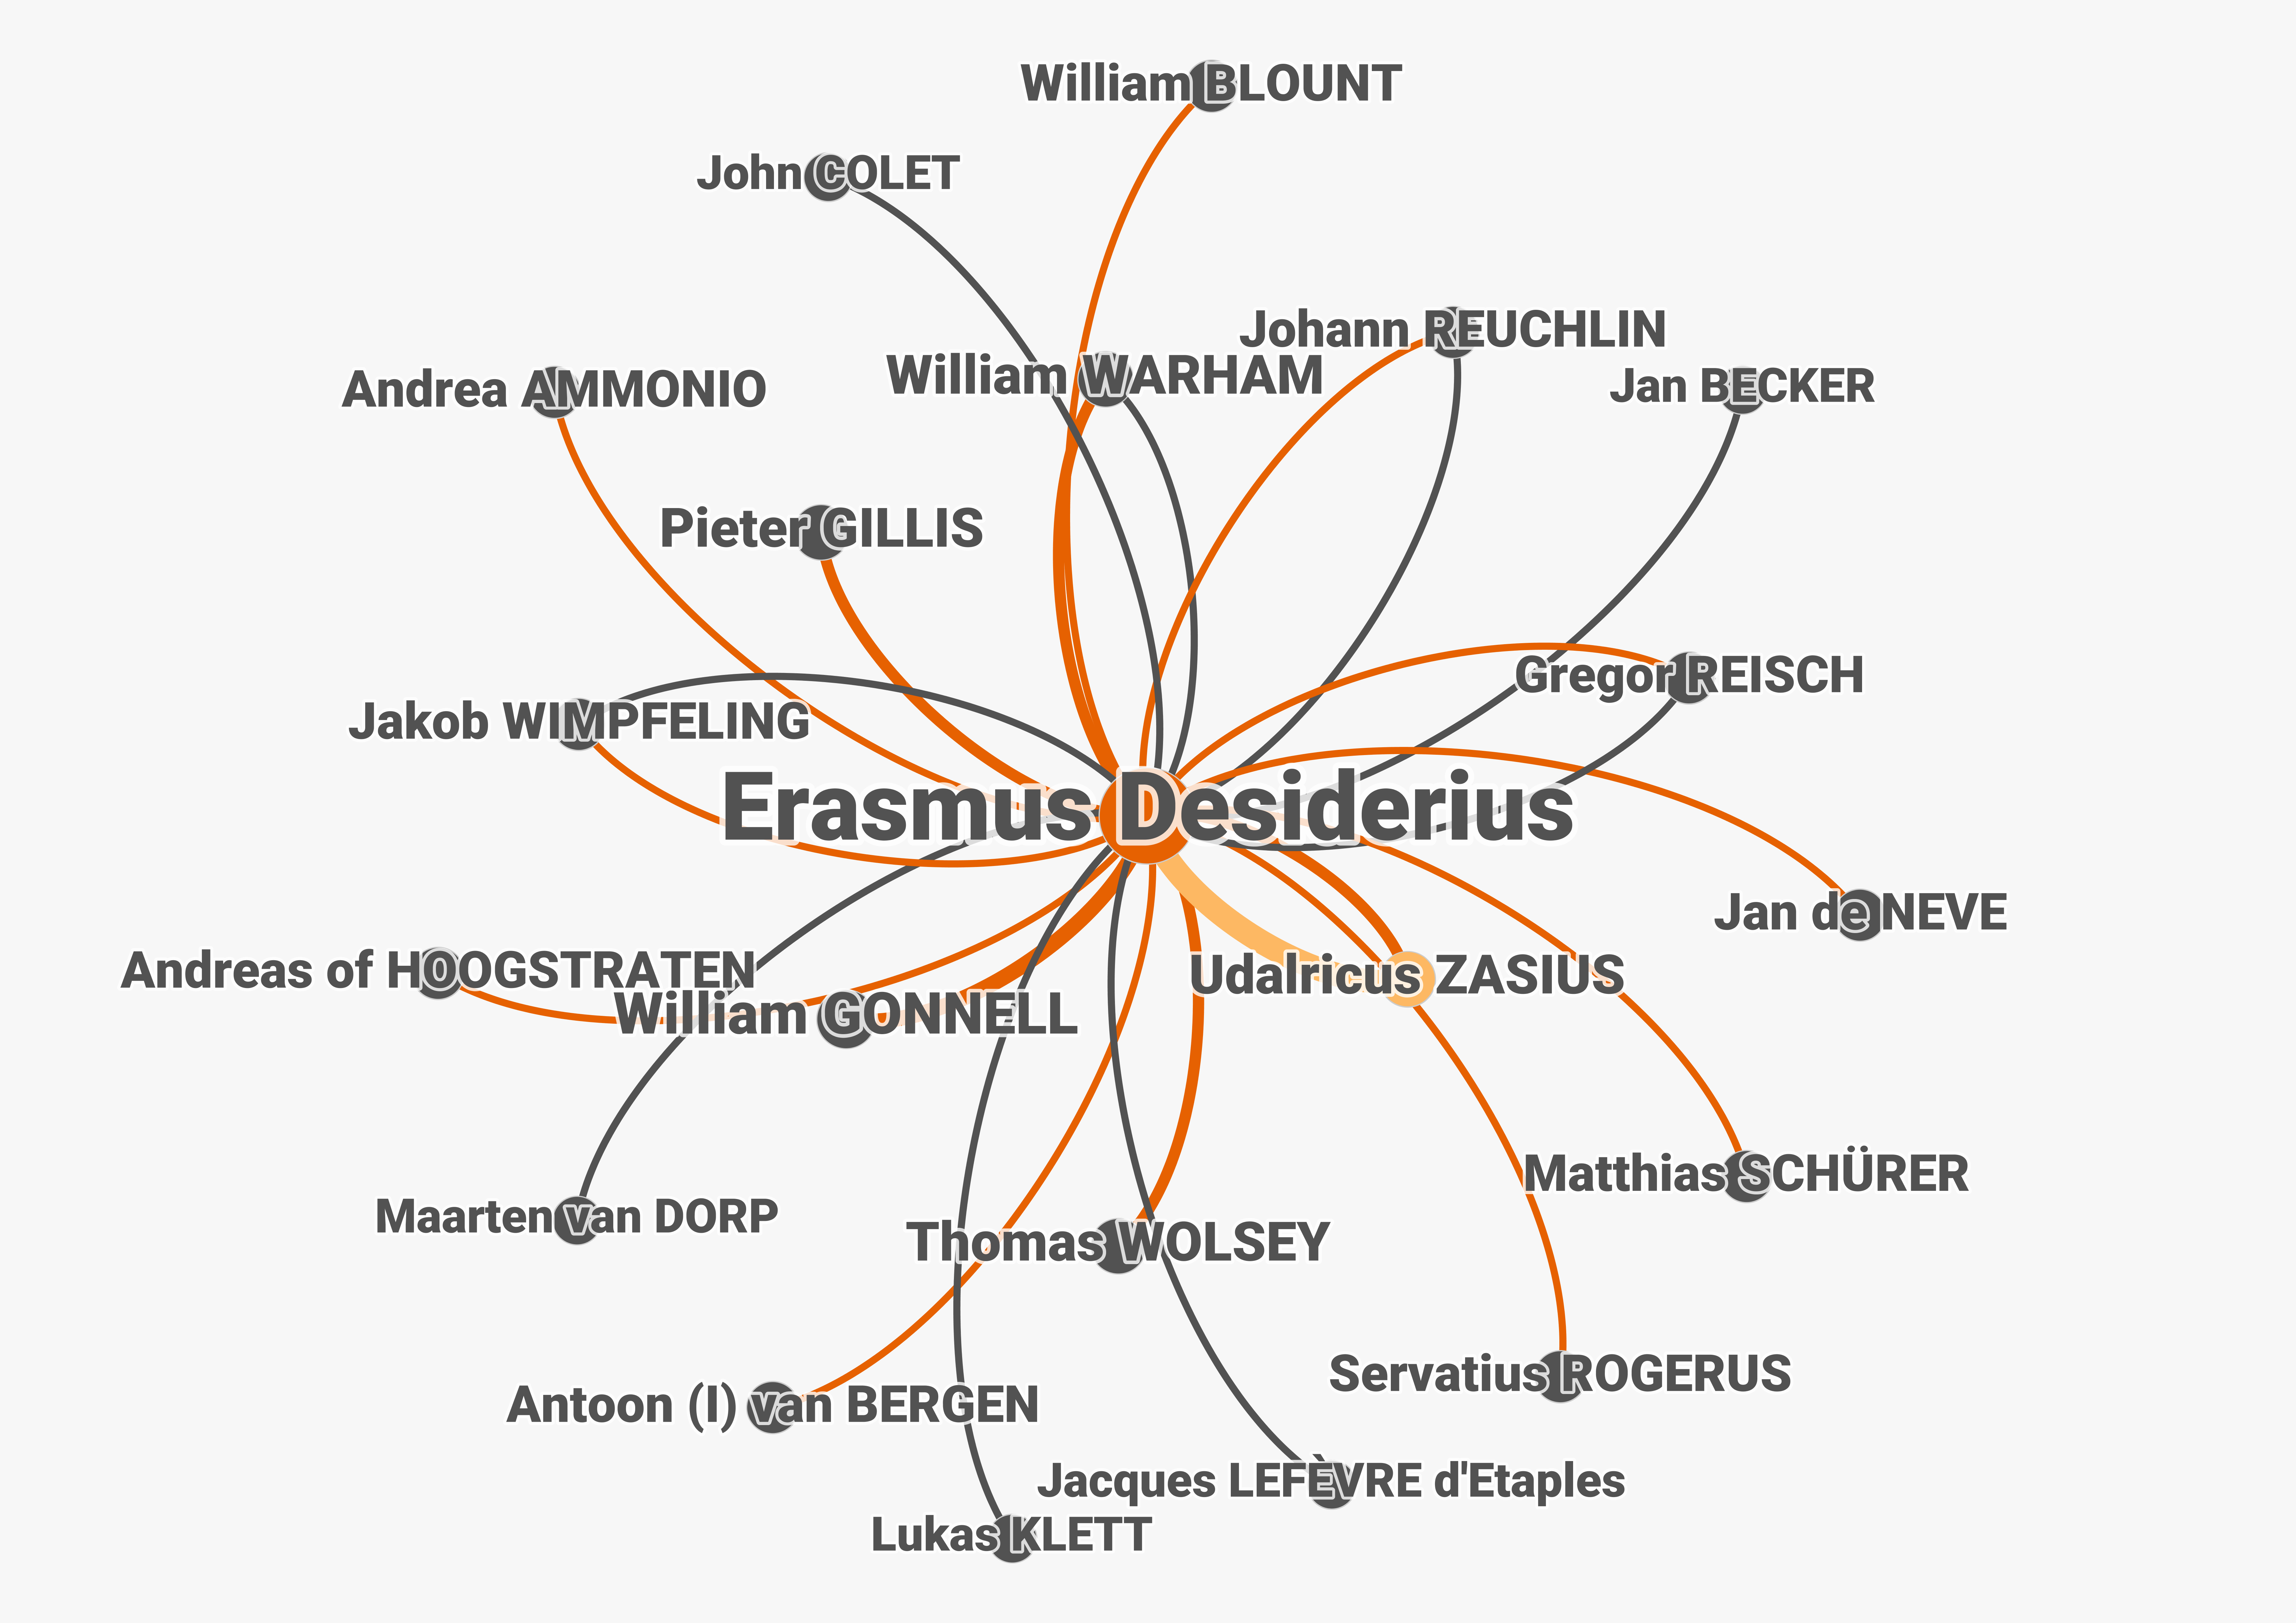 William BLOUNT
John COLET
Johann REUCHLIN
William WARHAM
Jan BECKER
Andrea AMMONIO
Pieter GILLIS
Gregor REISCH
Jakob WIMPFELING
Erasmus Desiderius
Jan de NEVE
Andreas of HOOGSTRATEN
Udalricus ZASIUS
William GONNELL
Matthias SCHÜRER
Maarten van DORP
Thomas WOLSEY
Servatius ROGERUS
Antoon (I) van BERGEN
Jacques LEFÈVRE d'Etaples
Lukas KLETT